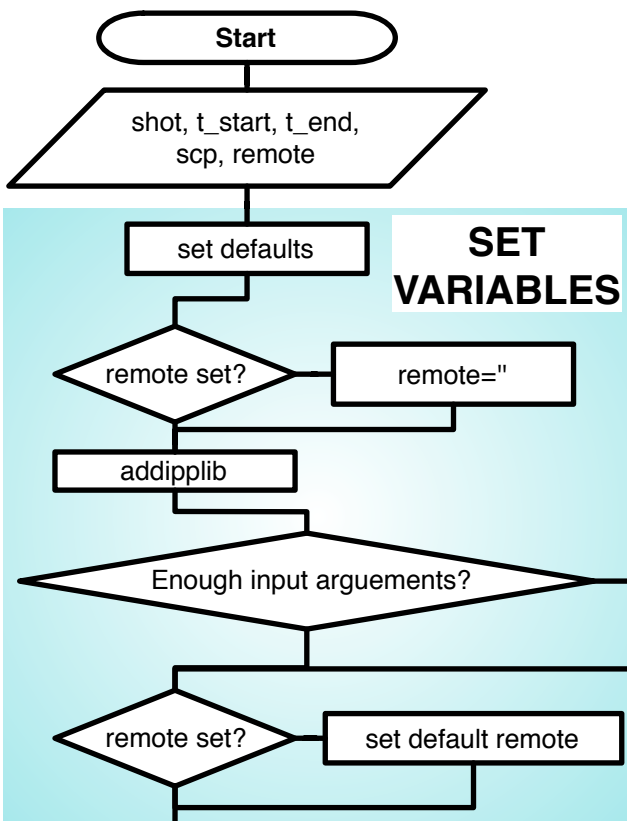 Start
shot, t_start, t_end,
scp, remote
set defaults
SET
VARIABLES
remote set?
remote=''
addipplib
Enough input arguements?
remote set?
set default remote